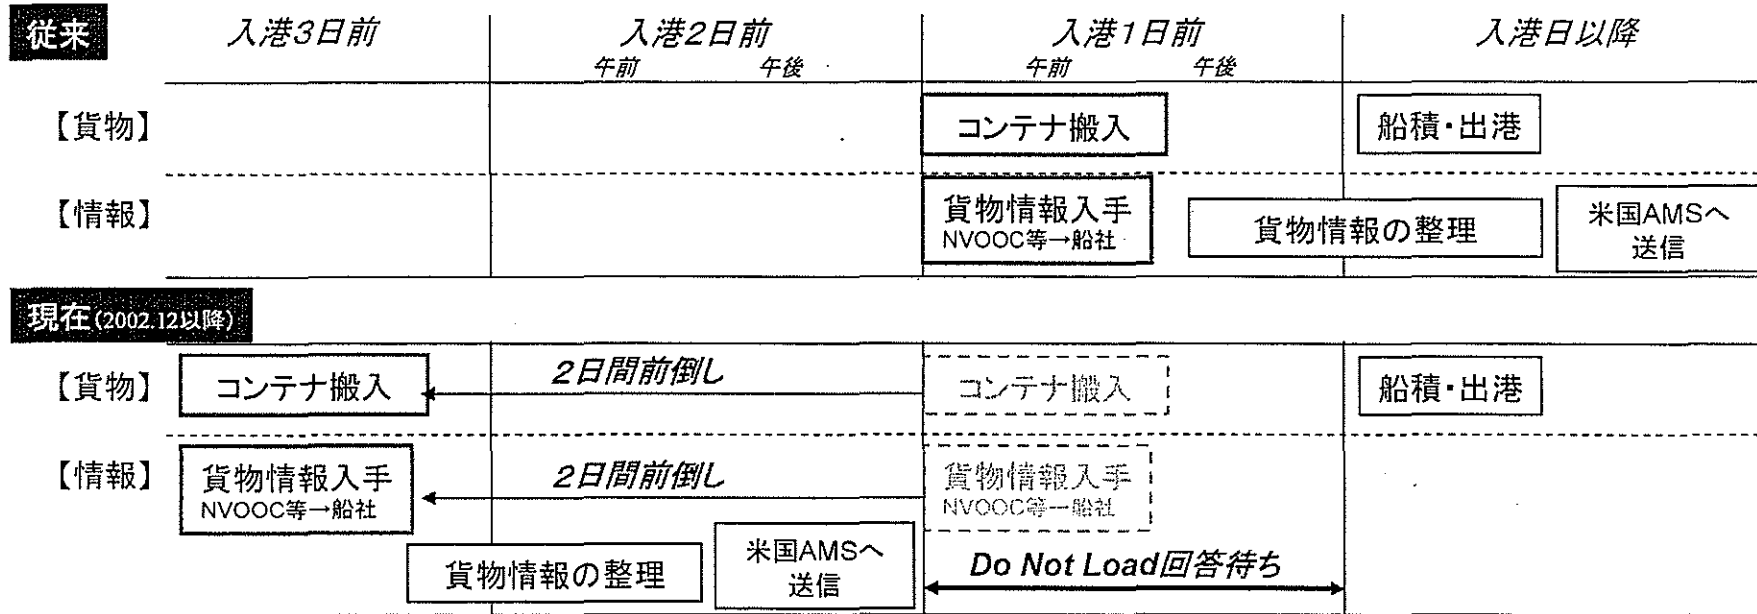 従来
入港3日前 入港2日前 入港1日前 入港日以降
午前 午後 午前 午後
【貨物】 コンテナ搬入 船積・出港
【情報】 貨物情報入手 貨物情報の整理 米国AMSへ
NVOOC等→船社 送信
現在(2002.12以降)
【貨物】 コンテナ搬入 2日間前倒し コンテナ搬入 船積・出港
【情報】 貨物情報入手 2日間前倒し 貨物情報入手
NVOOC等→船社 NVOOC等→船社
貨物情報の整理 米国AMSへ Do Not Load回答待ち
送信